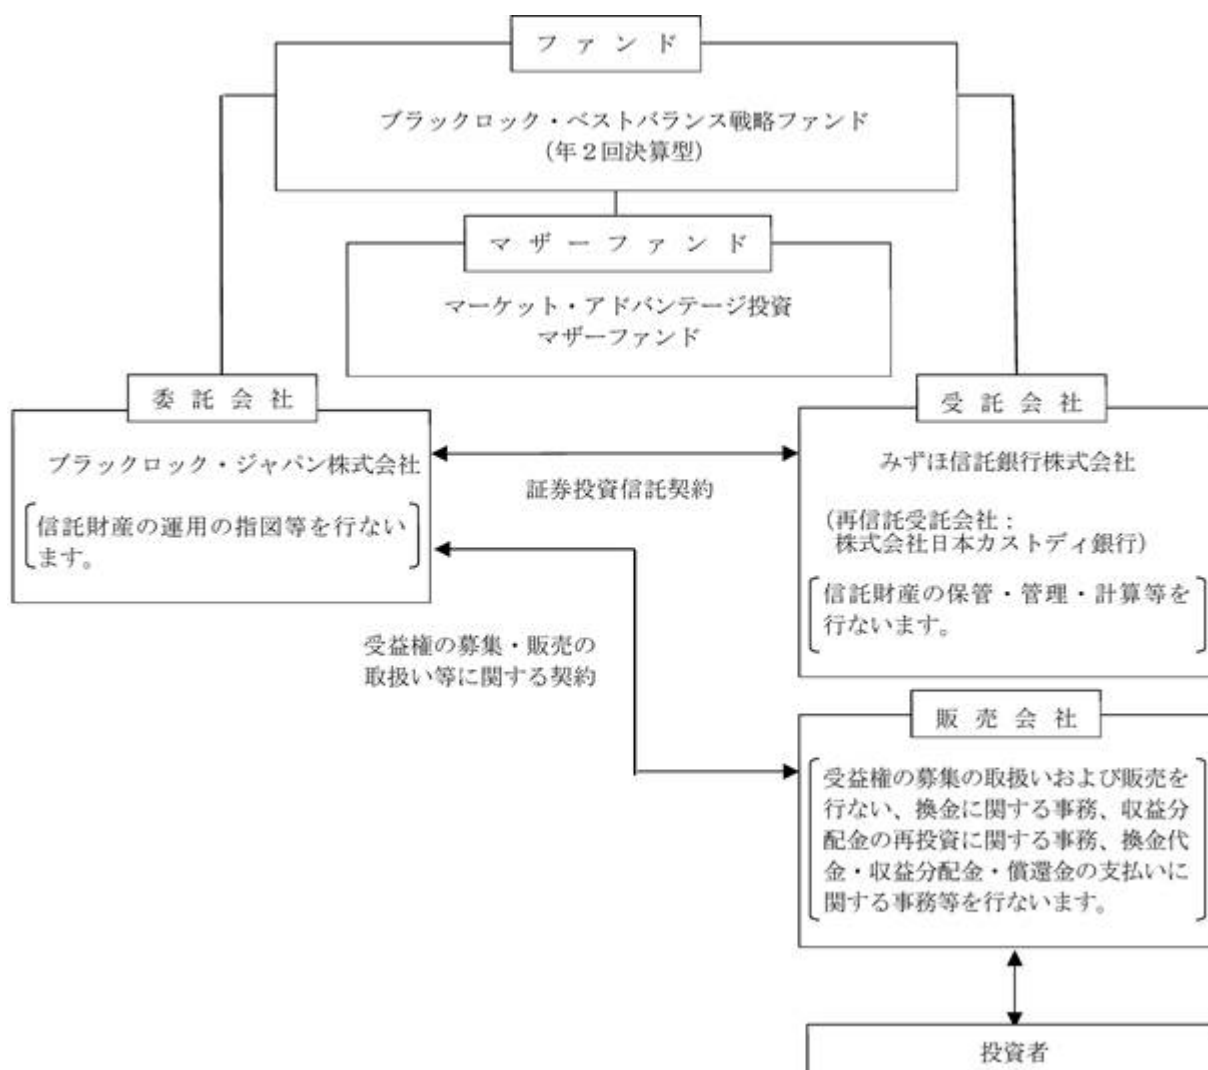 ファンド
ブラックロック・ベストバランス戦略ファンド
（年２回決算型）
マザーファンド
マーケット・アドバンテージ投資
マザーファンド
委託会社
ブラックロック・ジャパン株式会社
信託財産の運用の指図等を行ない
ます。
証券投資信託契約
受益権の募集・販売の
取扱い等に関する契約
受託会社
みずほ信託銀行株式会社
（再信託受託会社：
株式会社日本カストディ銀行）
信託財産の保管・管理・計算等を
行ないます。
販売会社
受益権の募集の取扱いおよび販売を
行ない、換金に関する事務、収益分
配金の再投資に関する事務、換金代
金・収益分配金・償還金の支払いに
関する事務等を行ないます。
投資者